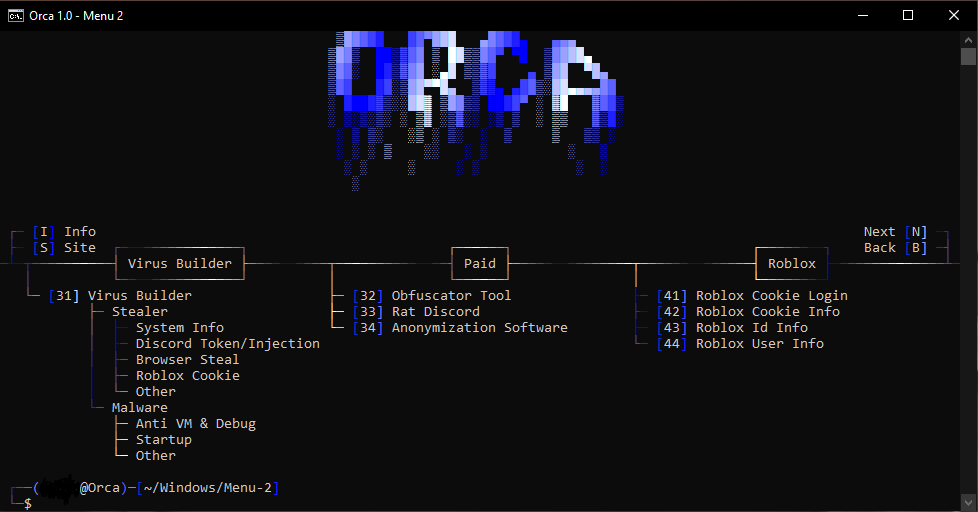 Orca 1.0 - Menu 2
ORCA
[I] Info Next [N]
[S] Site Back [B]
Virus Builder Paid Roblox
[31] Virus Builder [32] Obfuscator Tool [41] Roblox Cookie Login
Stealer [33] Rat Discord [42] Roblox Cookie Info
System Info [34] Anonymization Software [43] Roblox Id Info
Discord Token/Injection [44] Roblox User Info
Browser Steal
Roblox Cookie
Other
Malware
Anti VM & Debug
Startup
Other
( @Orca)-[~/Windows/Menu-2]
$